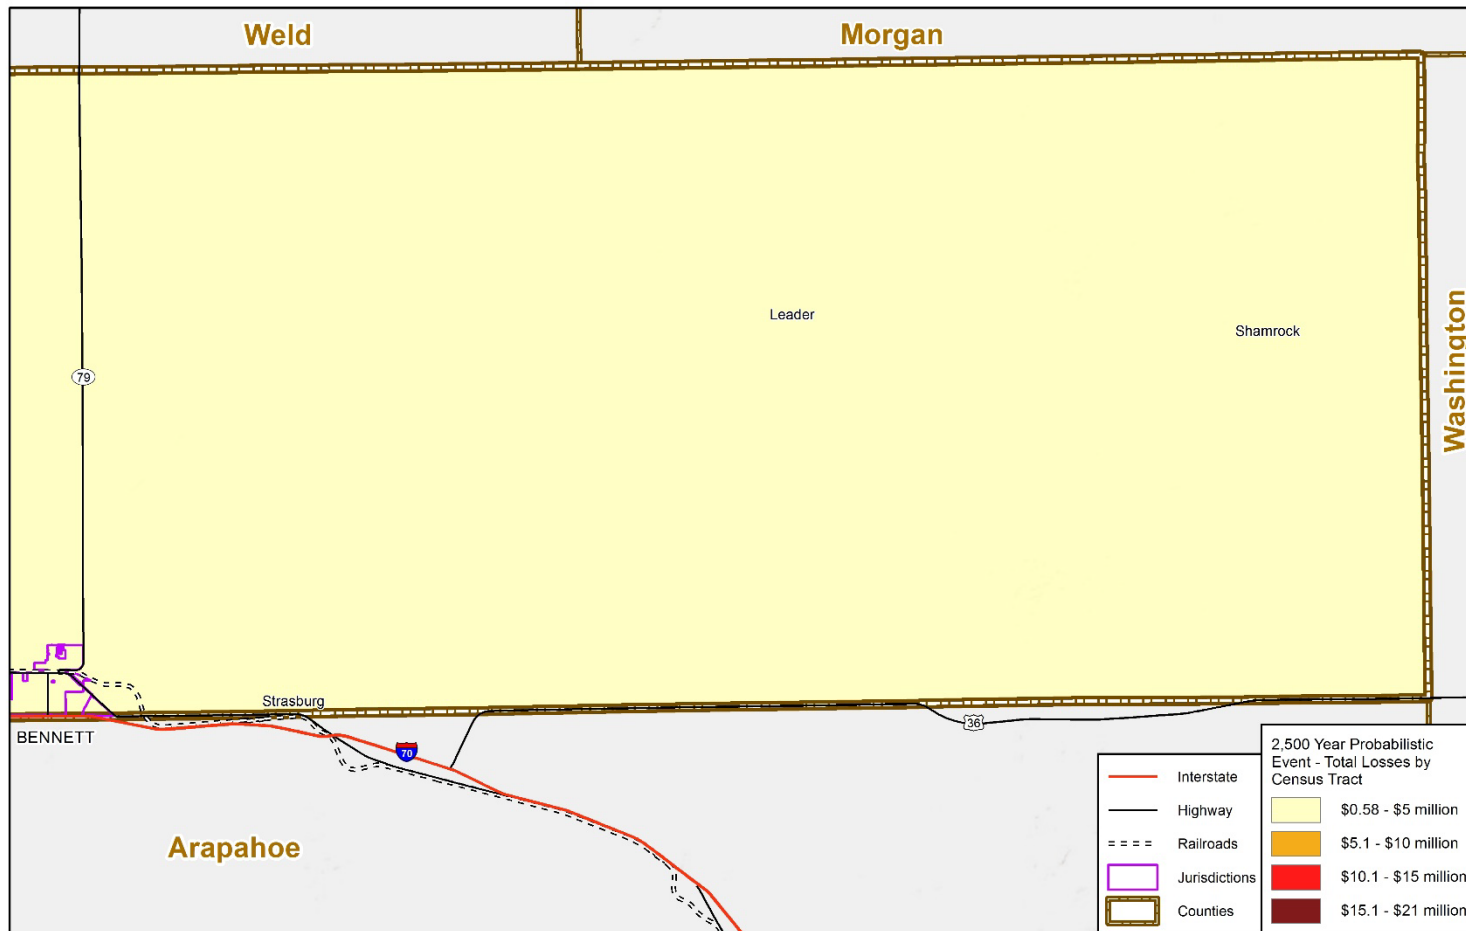 Weld
Morgan
Leader
Shamrock
Washington
79
Strasburg
BENNETT
36
70
Arapahoe
Interstate
Highway
Railroads
Jurisdictions
Counties
2,500 Year Probabilistic
Event - Total Losses by
Census Tract
$0.58 - $5 million
$5.1 - $10 million
$10.1 - $15 million
$15.1 - $21 million